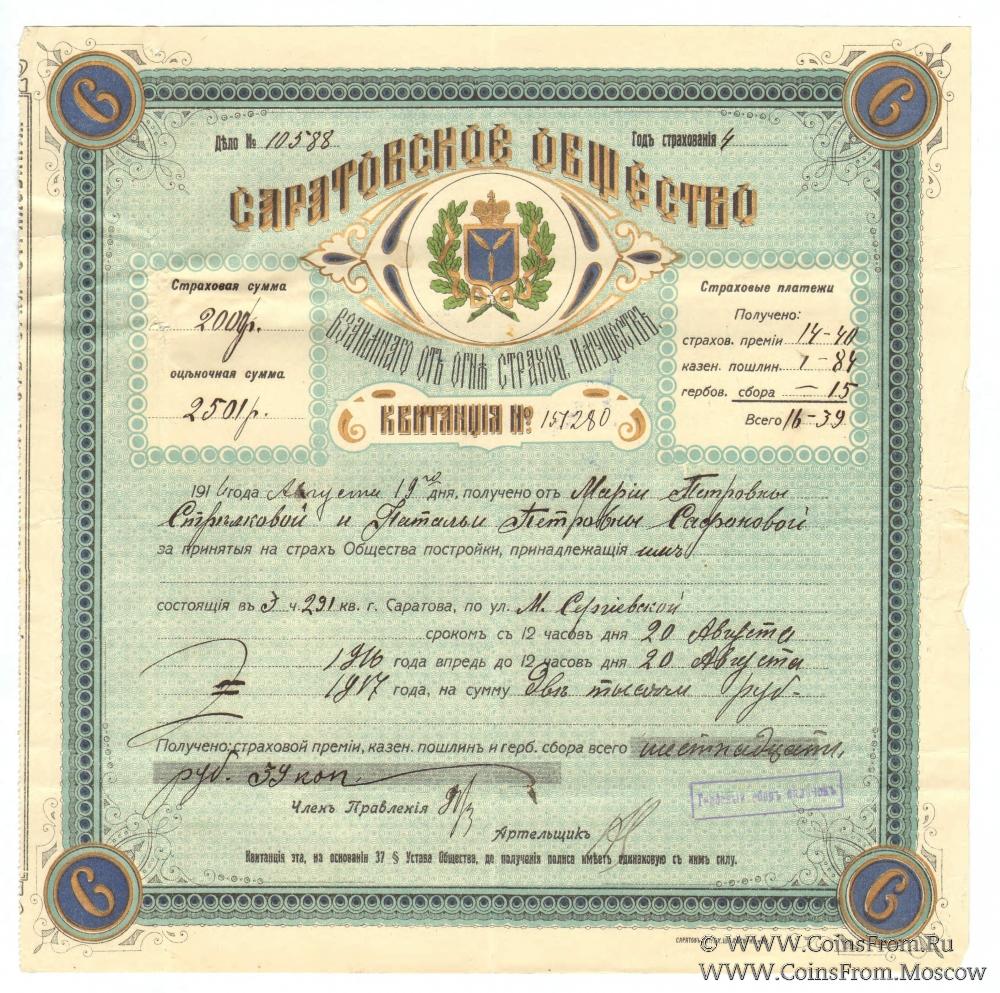 Дѣло № 10588
Годъ страхованія 4
САРАТОВСКОЕ ОБЩЕСТВО
ВЗАИМНАГО ОТЪ ОГНЯ СТРАХОВ. ИМУЩЕСТВЪ.
Страховая сумма
2000р.
оцѣночная сумма
2501р.
Страховые платежи
Получено:
страхов. преміи 14-40
казен. пошлин 1-84
гербов. сбора — 15
Всего 16-39
КВИТАНЦІЯ №. 151280
1916 года Августа 19го дня, получено от Маріи Петровны
Стрѣлковой и Натальи Петровны Сафоновой
за принятыя на страх Общества постройки, принадлежащія имъ
состоящія въ 3 ч. 291 кв. г. Саратова, по ул. М. Сергіевской
срокомъ съ 12 часовъ дня 20 Августа
1916 года впредь до 12 часовъ дня 20 Августа
1917 года, на сумму Двѣ тысячи руб.
Получено: страховой преміи, казен. пошлинъ и герб. сбора всего шестнадцать
руб. 39 коп.
Членъ Правленія
Артельщикъ
Квитанція эта, на основаніи 37 § Устава Общества, до полученія полиса имѣетъ одинаковую съ нимъ силу.
© WWW.CoinsFrom.Ru
WWW.CoinsFrom.Moscow